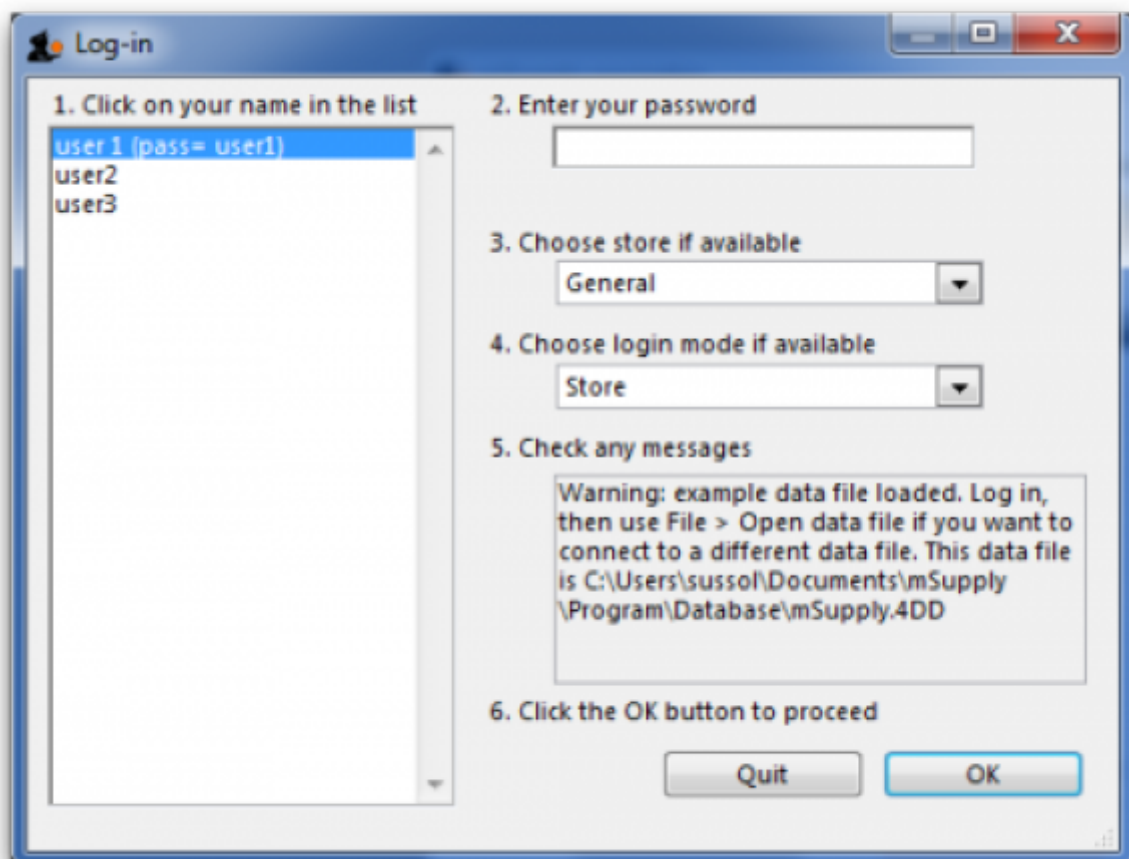 Log-in
1. Click on your name in the list
user 1 (pass= user1)
user2
user3
2. Enter your password
3. Choose store if available
General
4. Choose login mode if available
Store
5. Check any messages
Warning: example data file loaded. Log in,
then use File > Open data file if you want to
connect to a different data file. This data file
is C:\Users\sussol\Documents\mSupply
\Program\Database\mSupply.4DD
6. Click the OK button to proceed
Quit
OK